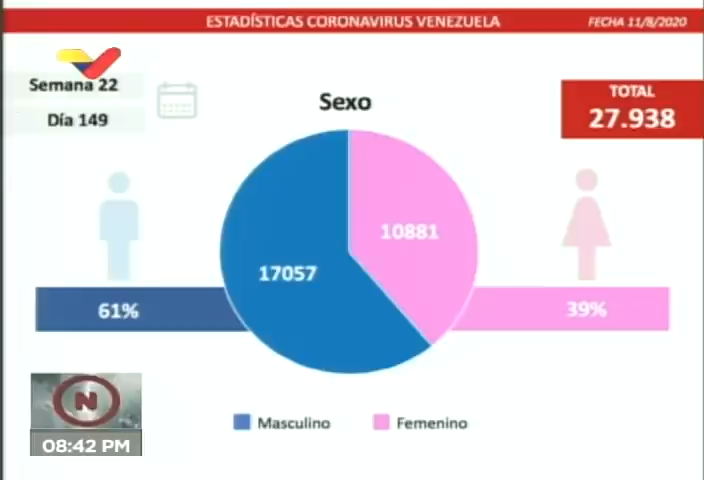 ESTADÍSTICAS CORONAVIRUS VENEZUELA
FECHA 11/8/2020
Semana 22
Día 149
Sexo
TOTAL
27.938
10881
17057
61%
39%
N
08:42 PM
Masculino
Femenino